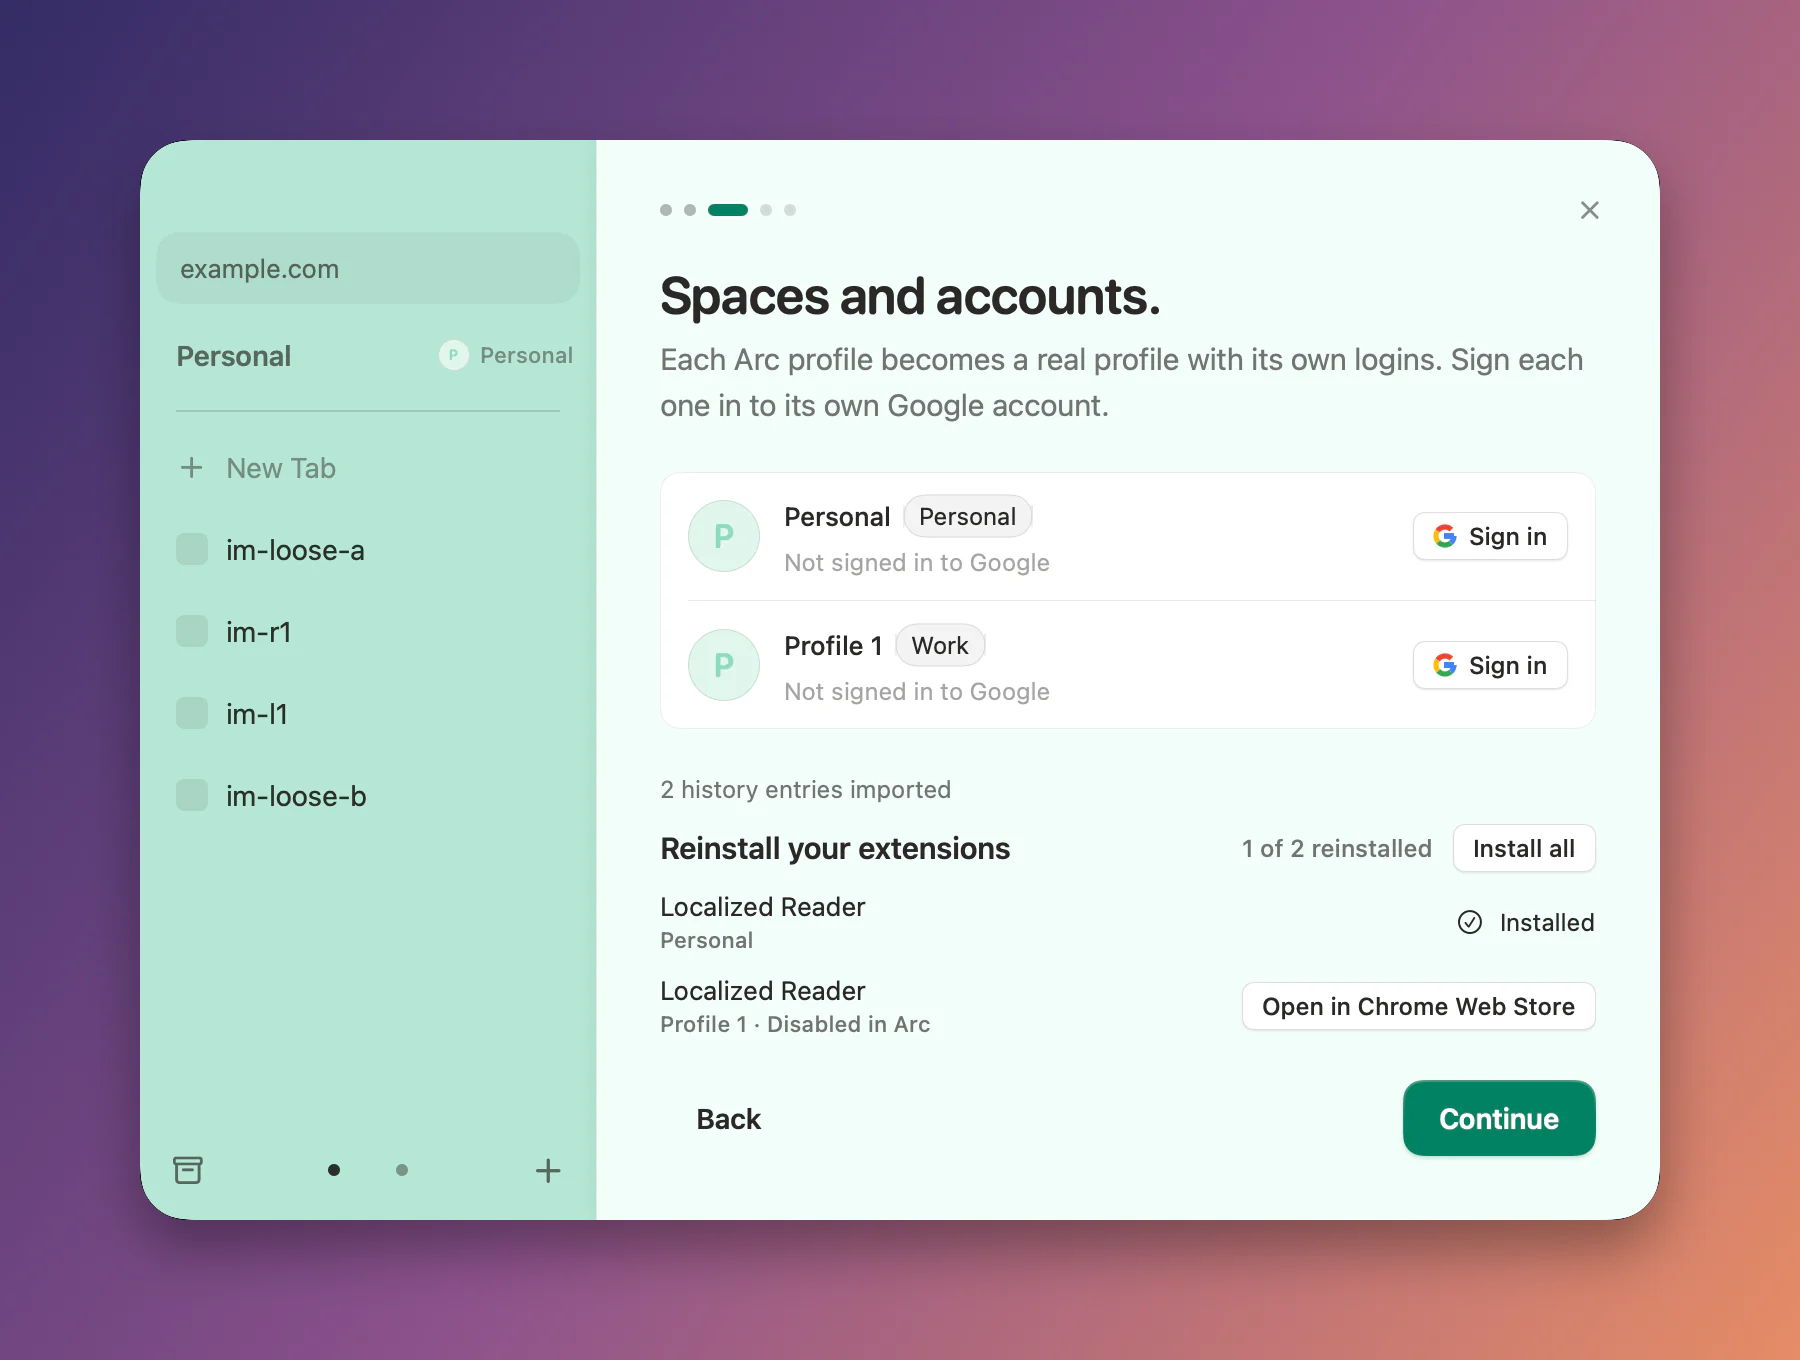 example.com
Personal
P
Personal
New Tab
im-loose-a
im-r1
im-l1
im-loose-b
Spaces and accounts.
Each Arc profile becomes a real profile with its own logins. Sign each
one in to its own Google account.
P
Personal
Personal
Not signed in to Google
Sign in
P
Profile 1
Work
Not signed in to Google
Sign in
2 history entries imported
Reinstall your extensions
1 of 2 reinstalled
Install all
Localized Reader
Personal
Installed
Localized Reader
Profile 1 · Disabled in Arc
Open in Chrome Web Store
Back
Continue